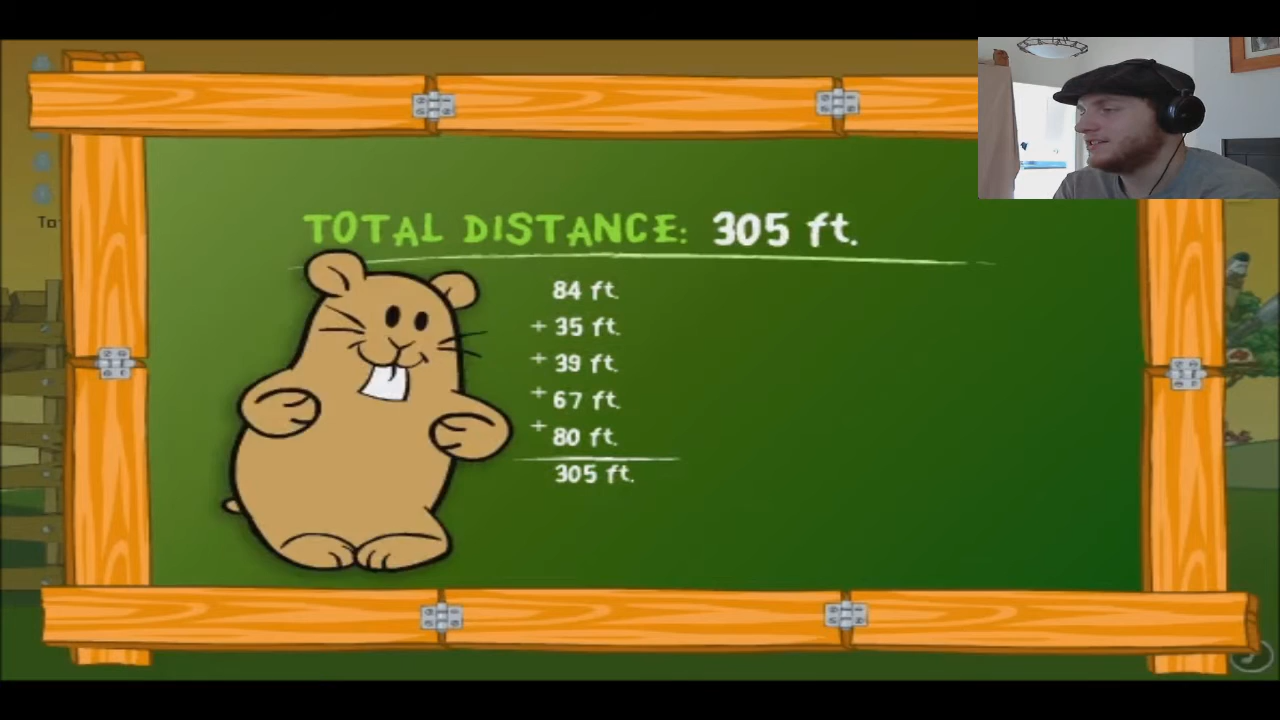 TOTAL DISTANCE: 305 ft.
84 ft.
+ 35 ft.
+ 39 ft.
+ 67 ft.
+ 80 ft.
305 ft.